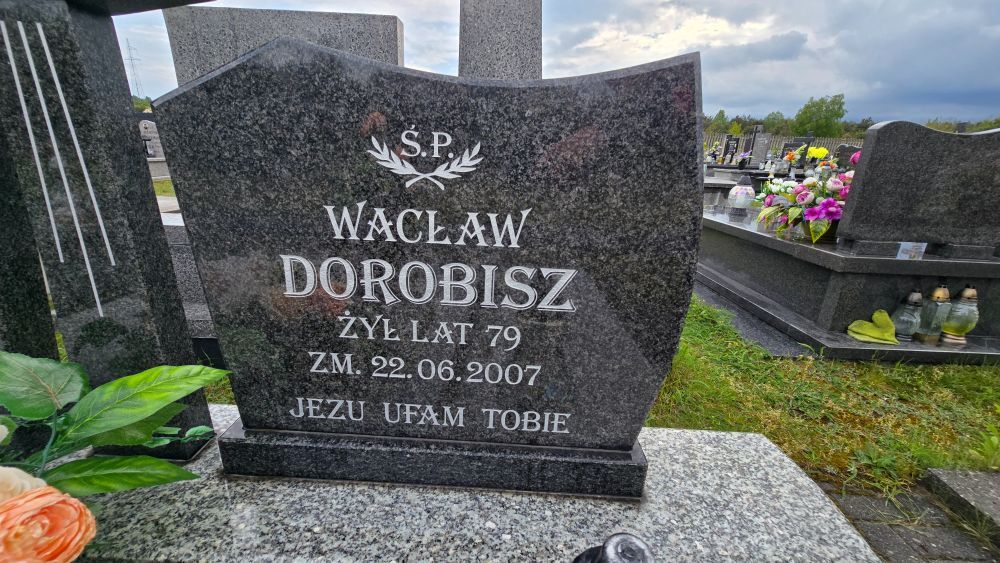 Ś.P.
WACŁAW
DOROBISZ
ŻYŁ LAT 79
ZM. 22.06.2007
JEZU UFAM TOBIE